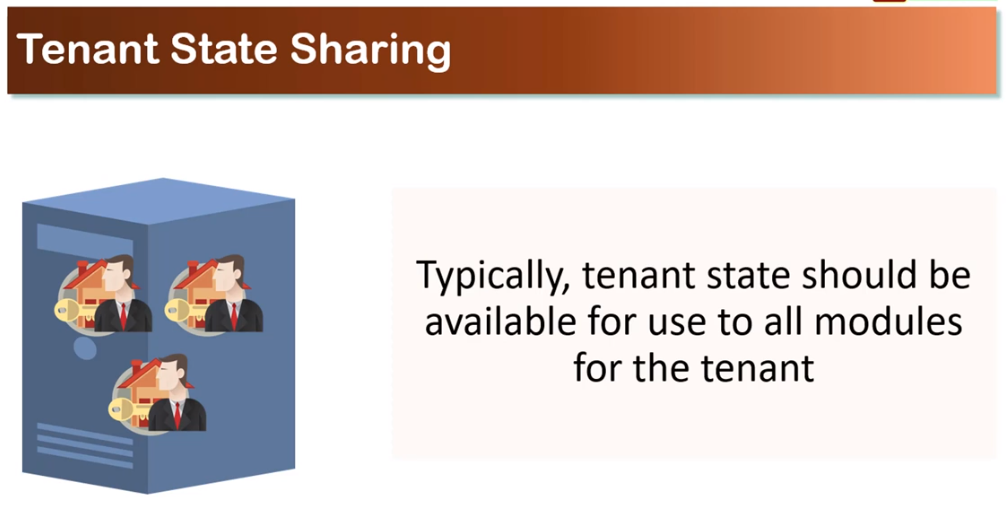 Tenant State Sharing
Typically, tenant state should be
available for use to all modules
for the tenant